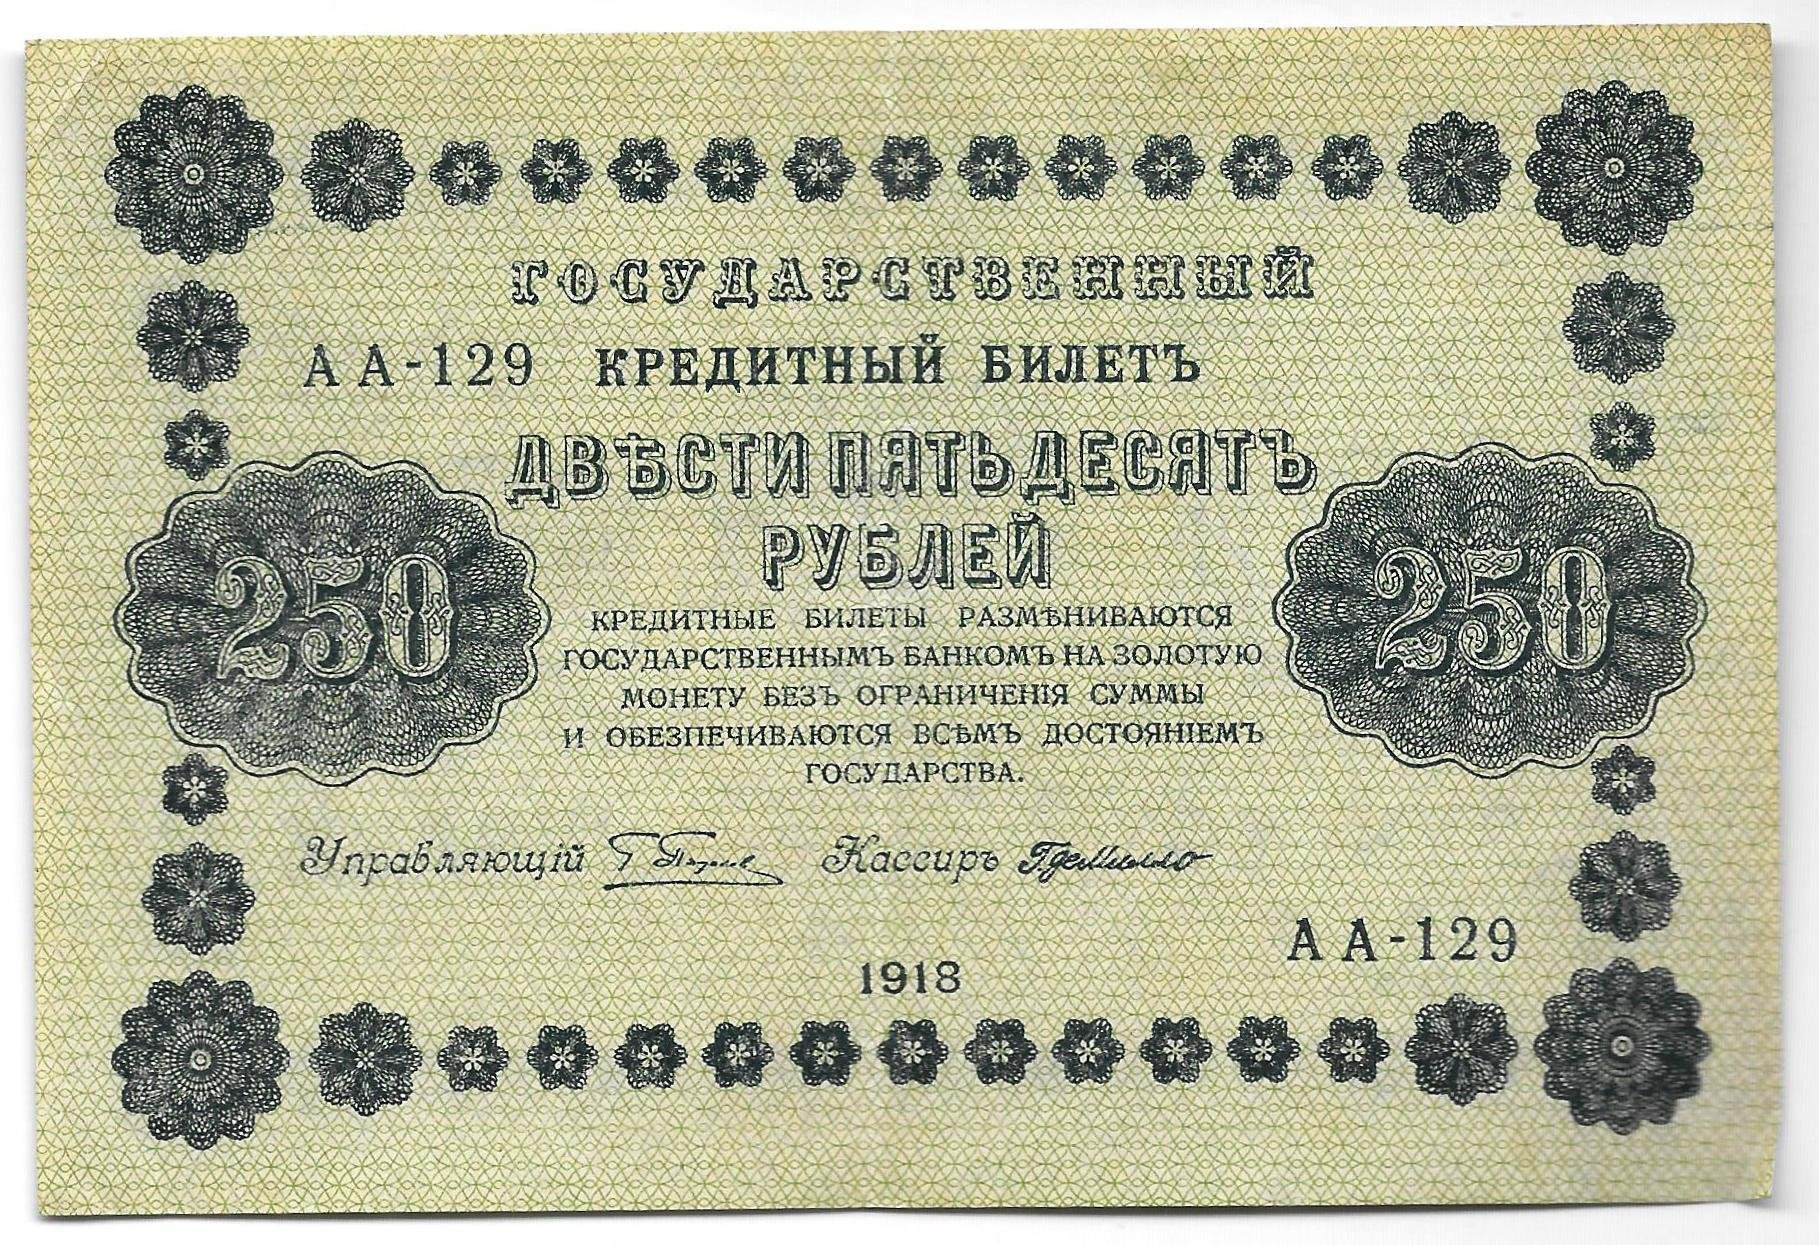 ГОСУДАРСТВЕННЫЙ
АА-129 КРЕДИТНЫЙ БИЛЕТЪ
ДВѢСТИ ПЯТЬДЕСЯТЪ
РУБЛЕЙ
250
250
КРЕДИТНЫЕ БИЛЕТЫ РАЗМѢНИВАЮТСЯ
ГОСУДАРСТВЕННЫМЪ БАНКОМЪ НА ЗОЛОТУЮ
МОНЕТУ БЕЗЪ ОГРАНИЧЕНІЯ СУММЫ
И ОБЕЗПЕЧИВАЮТСЯ ВСѢМЪ ДОСТОЯНІЕМЪ
ГОСУДАРСТВА.
Управляющій Кассиръ
АА-129
1918